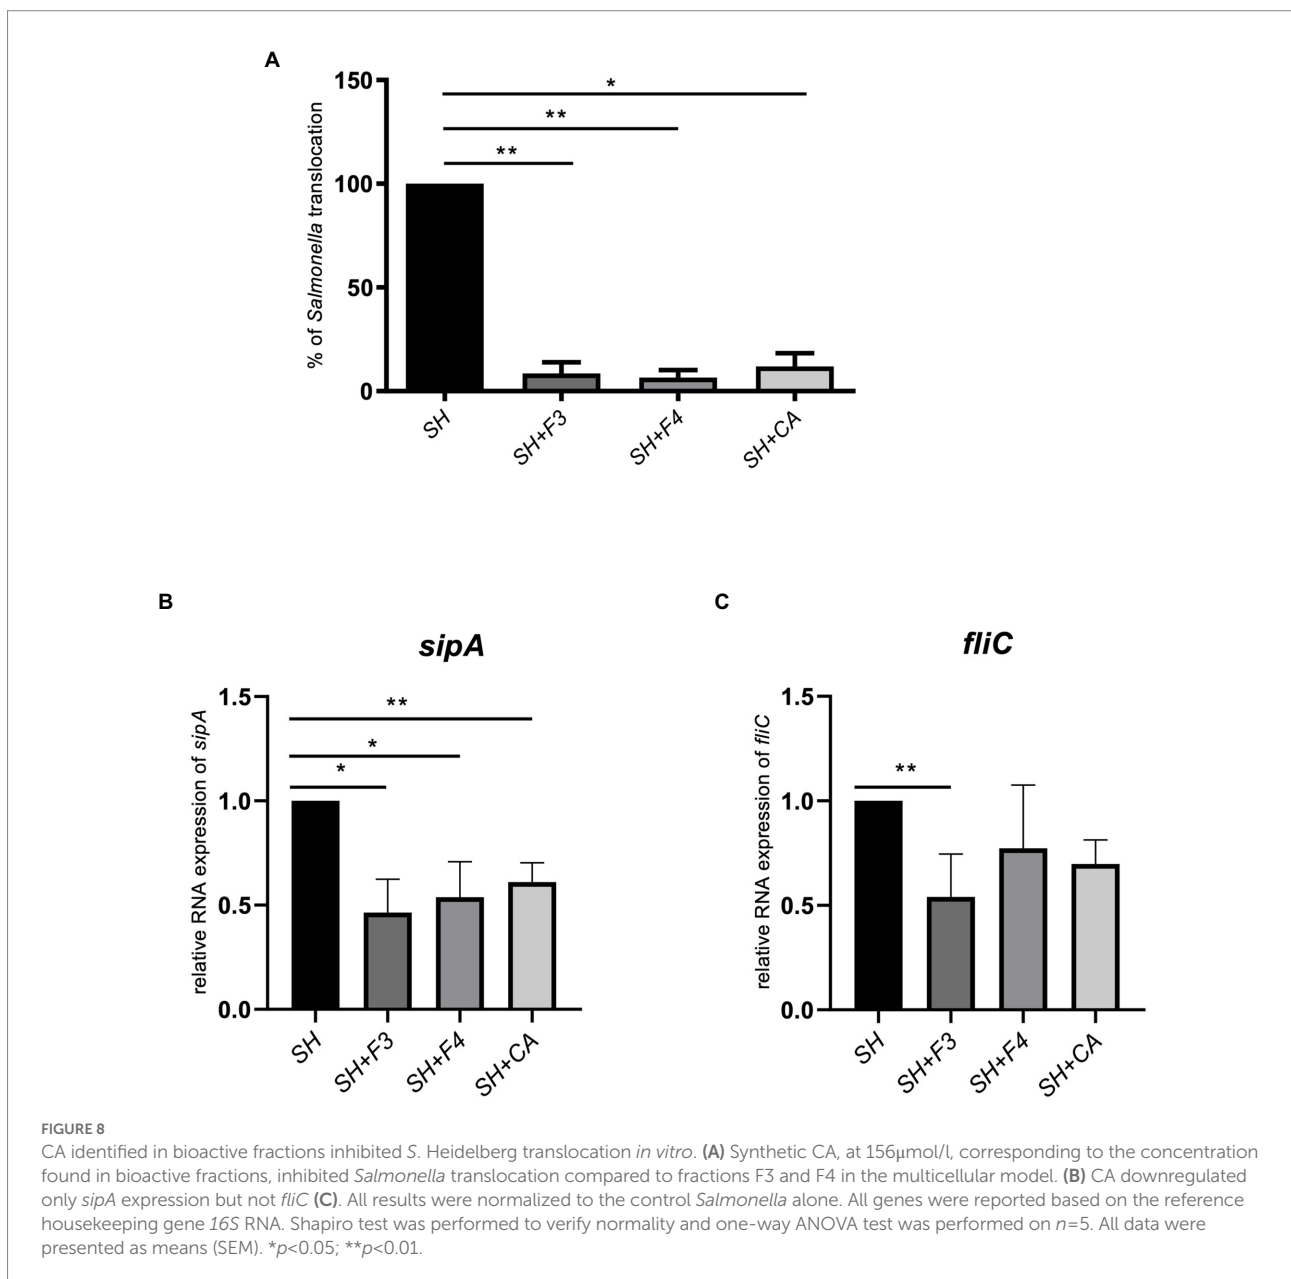 A
% of Salmonella translocation
150
100
50
0
*
**
**
SH
SH+F3
SH+F4
SH+CA
B
sipA
relative RNA expression of sipA
1.5
1.0
0.5
0.0
**
*
*
SH
SH+F3
SH+F4
SH+CA
C
fliC
relative RNA expression of fliC
1.5
1.0
0.5
0.0
**
SH
SH+F3
SH+F4
SH+CA
FIGURE 8
CA identified in bioactive fractions inhibited S. Heidelberg translocation in vitro. (A) Synthetic CA, at 156μmol/l, corresponding to the concentration
found in bioactive fractions, inhibited Salmonella translocation compared to fractions F3 and F4 in the multicellular model. (B) CA downregulated
only sipA expression but not fliC (C). All results were normalized to the control Salmonella alone. All genes were reported based on the reference
housekeeping gene 16S RNA. Shapiro test was performed to verify normality and one-way ANOVA test was performed on n=5. All data were
presented as means (SEM). *p<0.05; **p<0.01.